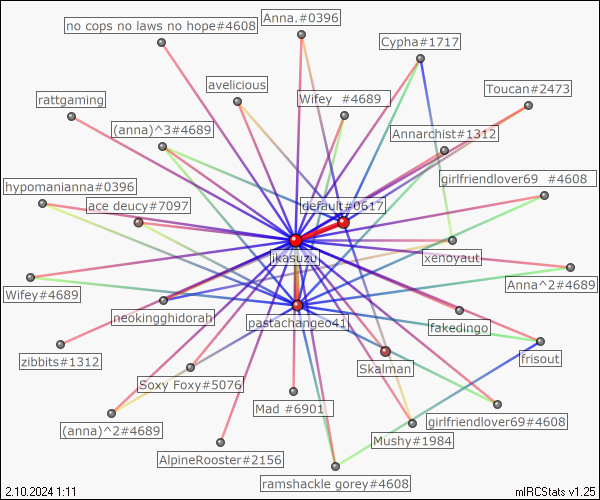 Anna.#0396
no cops no laws no hope#4608
Cypha#1717
avelicious
Toucan#2473
rattgaming
Wifey #4689
(anna)^3#4689
Annarchist#1312
hypomanianna#0396
girlfriendlover69 #4608
ace deucy#7097
default#0617
jikasuzu
xenoyaut
Wifey#4689
Anna^2#4689
neokingghidorah
pastachangeo41
fakedingo
zibbits#1312
Skalman
frisout
Soxy Foxy#5076
Mad #6901
(anna)^2#4689
girlfriendlover69#4608
Mushy#1984
AlpineRooster#2156
ramshackle gorey#4608
2.10.2024 1:11
mIRCStats v1.25